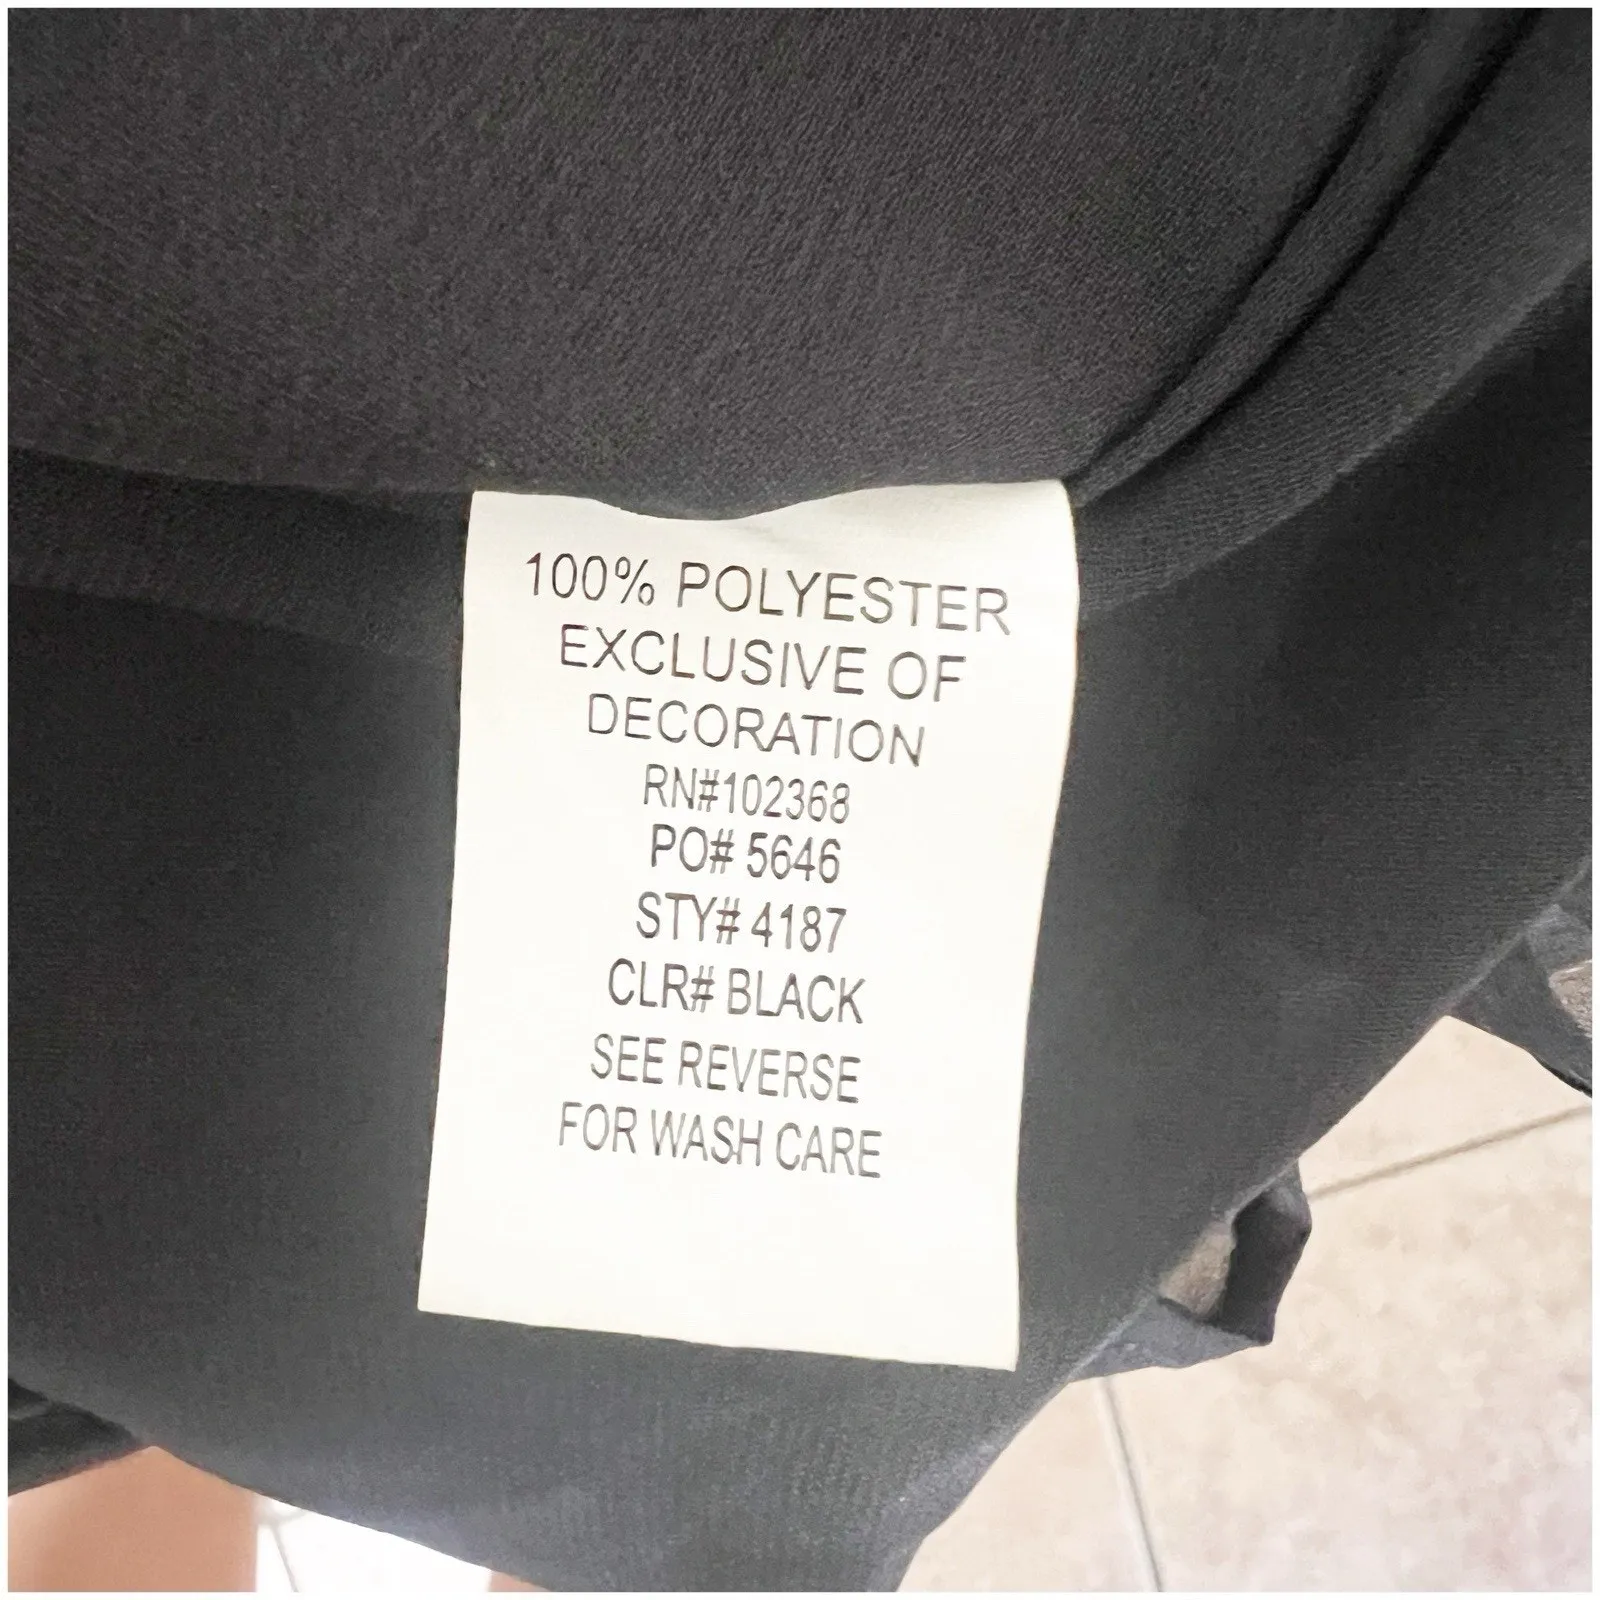 100% POLYESTER
EXCLUSIVE OF
DECORATION
RN#102368
PO# 5646
STY# 4187
CLR# BLACK
SEE REVERSE
FOR WASH CARE